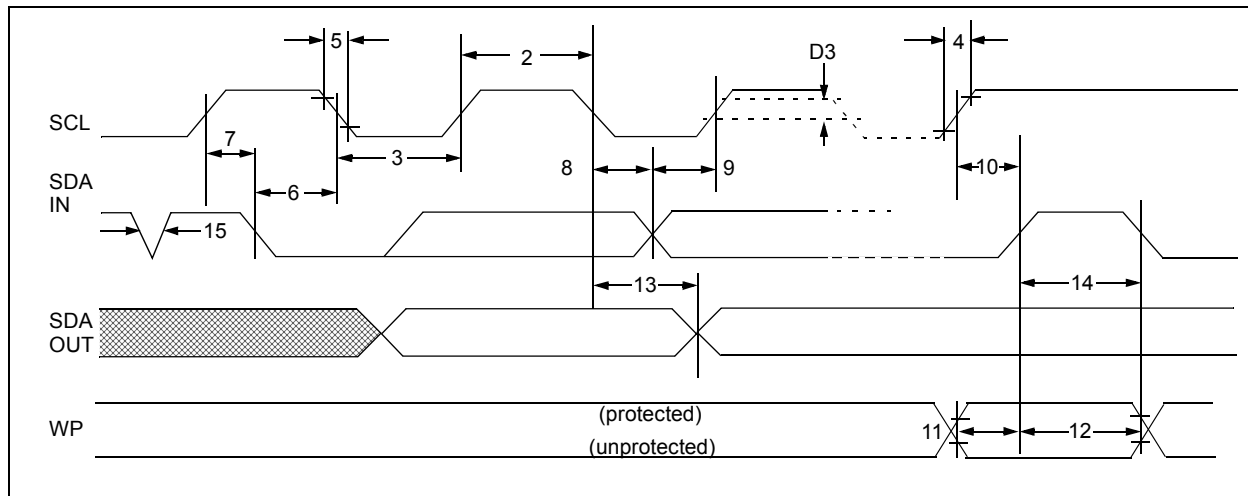 5
2
D3
4
SCL
7
3
8
9
10
SDA
IN
6
15
13
14
SDA
OUT
WP
(protected)
(unprotected)
11
12